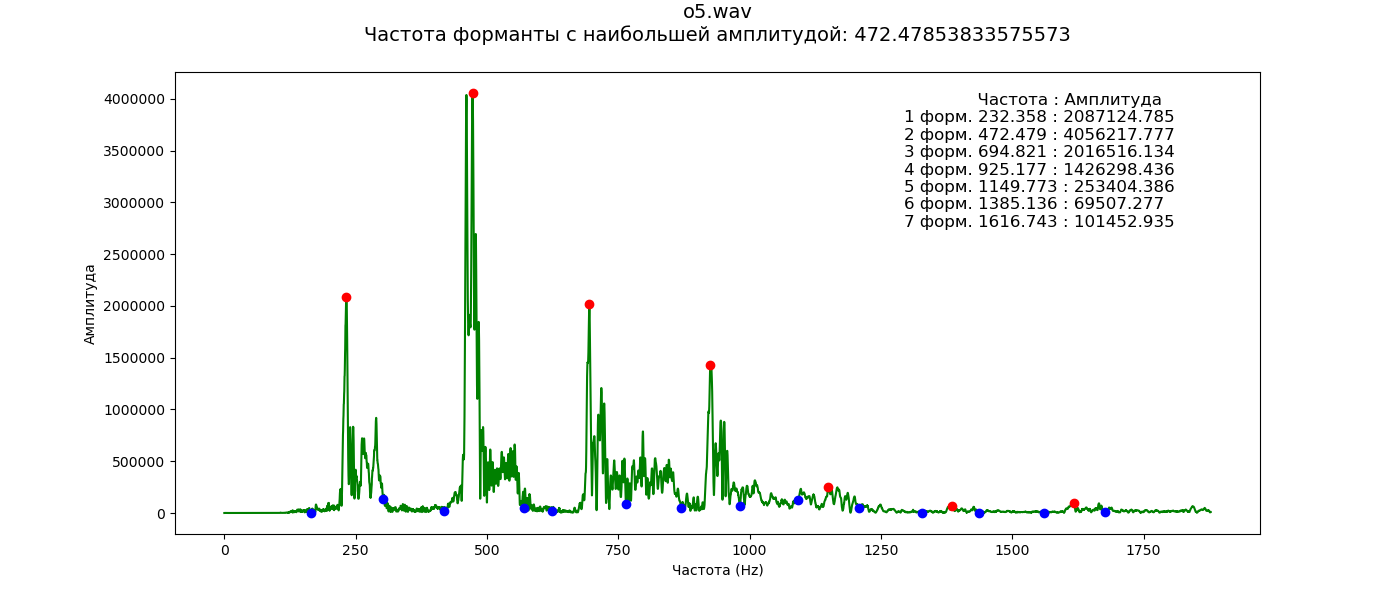 o5.wav
Частота форманты с наибольшей амплитудой: 472.47853833575573
Частота : Амплитуда
1 форм. 232.358 : 2087124.785
2 форм. 472.479 : 4056217.777
3 форм. 694.821 : 2016516.134
4 форм. 925.177 : 1426298.436
5 форм. 1149.773 : 253404.386
6 форм. 1385.136 : 69507.277
7 форм. 1616.743 : 101452.935
Амплитуда
4000000
3500000
3000000
2500000
2000000
1500000
1000000
500000
0
0 250 500 750 1000 1250 1500 1750
Частота (Hz)